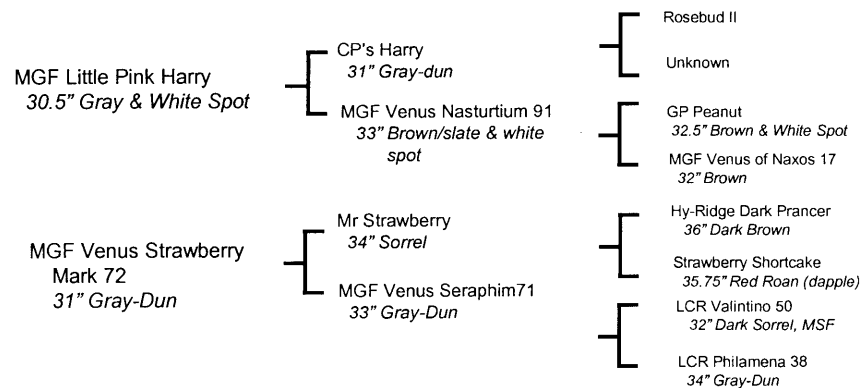 MGF Little Pink Harry
30.5" Gray & White Spot
CP's Harry
31" Gray-dun
MGF Venus Nasturtium 91
33" Brown/slate & white
spot
Rosebud II
Unknown
GP Peanut
32.5" Brown & White Spot
MGF Venus of Naxos 17
32" Brown
MGF Venus Strawberry
Mark 72
31" Gray-Dun
Mr Strawberry
34" Sorrel
MGF Venus Seraphim71
33" Gray-Dun
Hy-Ridge Dark Prancer
36" Dark Brown
Strawberry Shortcake
35.75" Red Roan (dapple)
LCR Valintino 50
32" Dark Sorrel, MSF
LCR Philamena 38
34" Gray-Dun